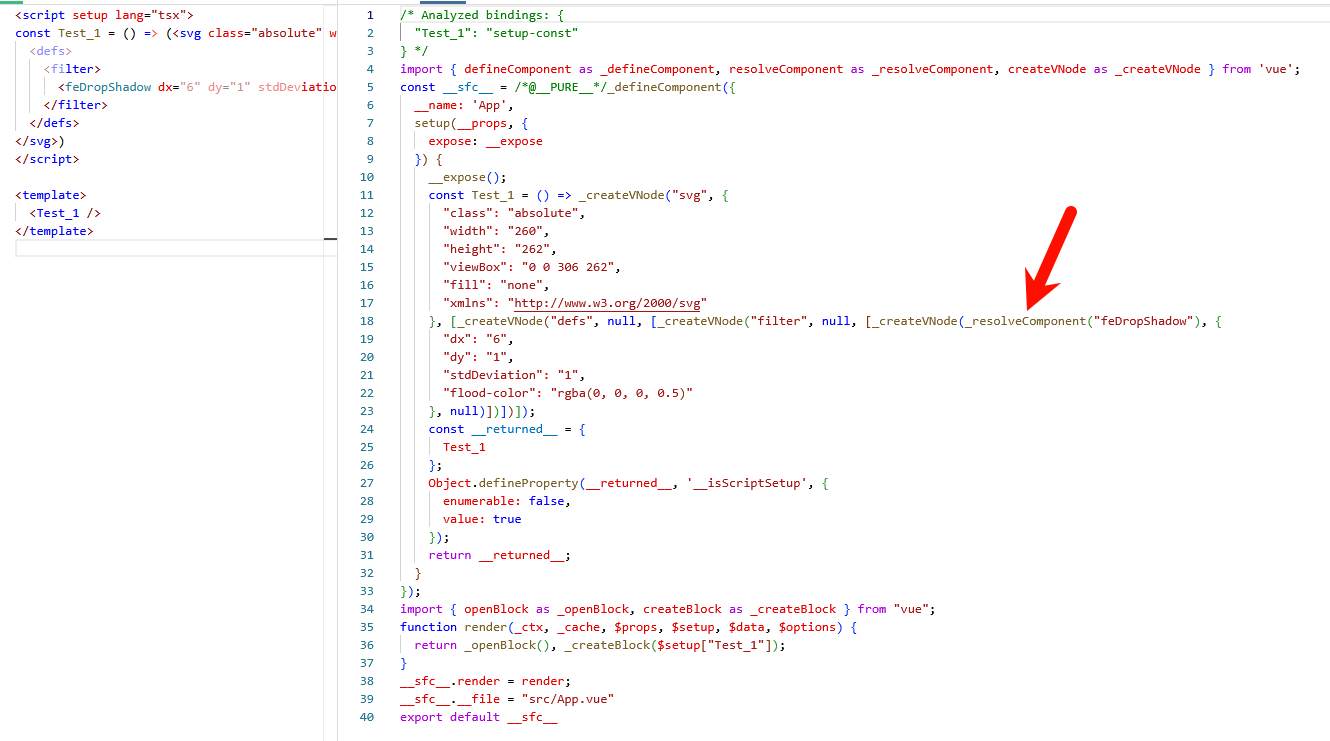 <script setup lang="tsx">
const Test_1 = () => (<svg class="absolute" w
<defs>
<filter>
<feDropShadow dx="6" dy="1" stdDeviatio
</filter>
</defs>
</svg>)
</script>
<template>
<Test_1 />
</template>
1 /* Analyzed bindings: {
2 "Test_1": "setup-const"
3 } */
4 import { defineComponent as _defineComponent, resolveComponent as _resolveComponent, createVNode as _createVNode } from 'vue';
5 const __sfc__ = /*@__PURE__*/_defineComponent({
6 __name: 'App',
7 setup(__props, {
8 expose: __expose
9 }) {
10 __expose();
11 const Test_1 = () => _createVNode("svg", {
12 "class": "absolute",
13 "width": "260",
14 "height": "262",
15 "viewBox": "0 0 306 262",
16 "fill": "none",
17 "xmlns": "http://www.w3.org/2000/svg"
18 }, [_createVNode("defs", null, [_createVNode("filter", null, [_createVNode(_resolveComponent("feDropShadow"), {
19 "dx": "6",
20 "dy": "1",
21 "stdDeviation": "1",
22 "flood-color": "rgba(0, 0, 0, 0.5)"
23 }, null)])])]);
24 const __returned__ = {
25 Test_1
26 };
27 Object.defineProperty(__returned__, '__isScriptSetup', {
28 enumerable: false,
29 value: true
30 });
31 return __returned__;
32 }
33 });
34 import { openBlock as _openBlock, createBlock as _createBlock } from "vue";
35 function render(_ctx, _cache, $props, $setup, $data, $options) {
36 return _openBlock(), _createBlock($setup["Test_1"]);
37 }
38 __sfc__.render = render;
39 __sfc__.__file = "src/App.vue"
40 export default __sfc__